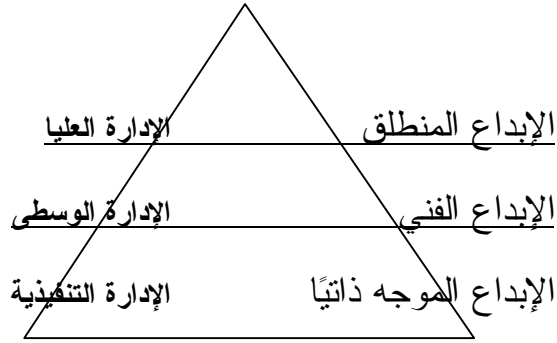 الإبداع المنطلق الإدارة العليا
الإبداع الفني الإدارة الوسطى
الإبداع الموجه ذاتيًا الإدارة التنفيذية